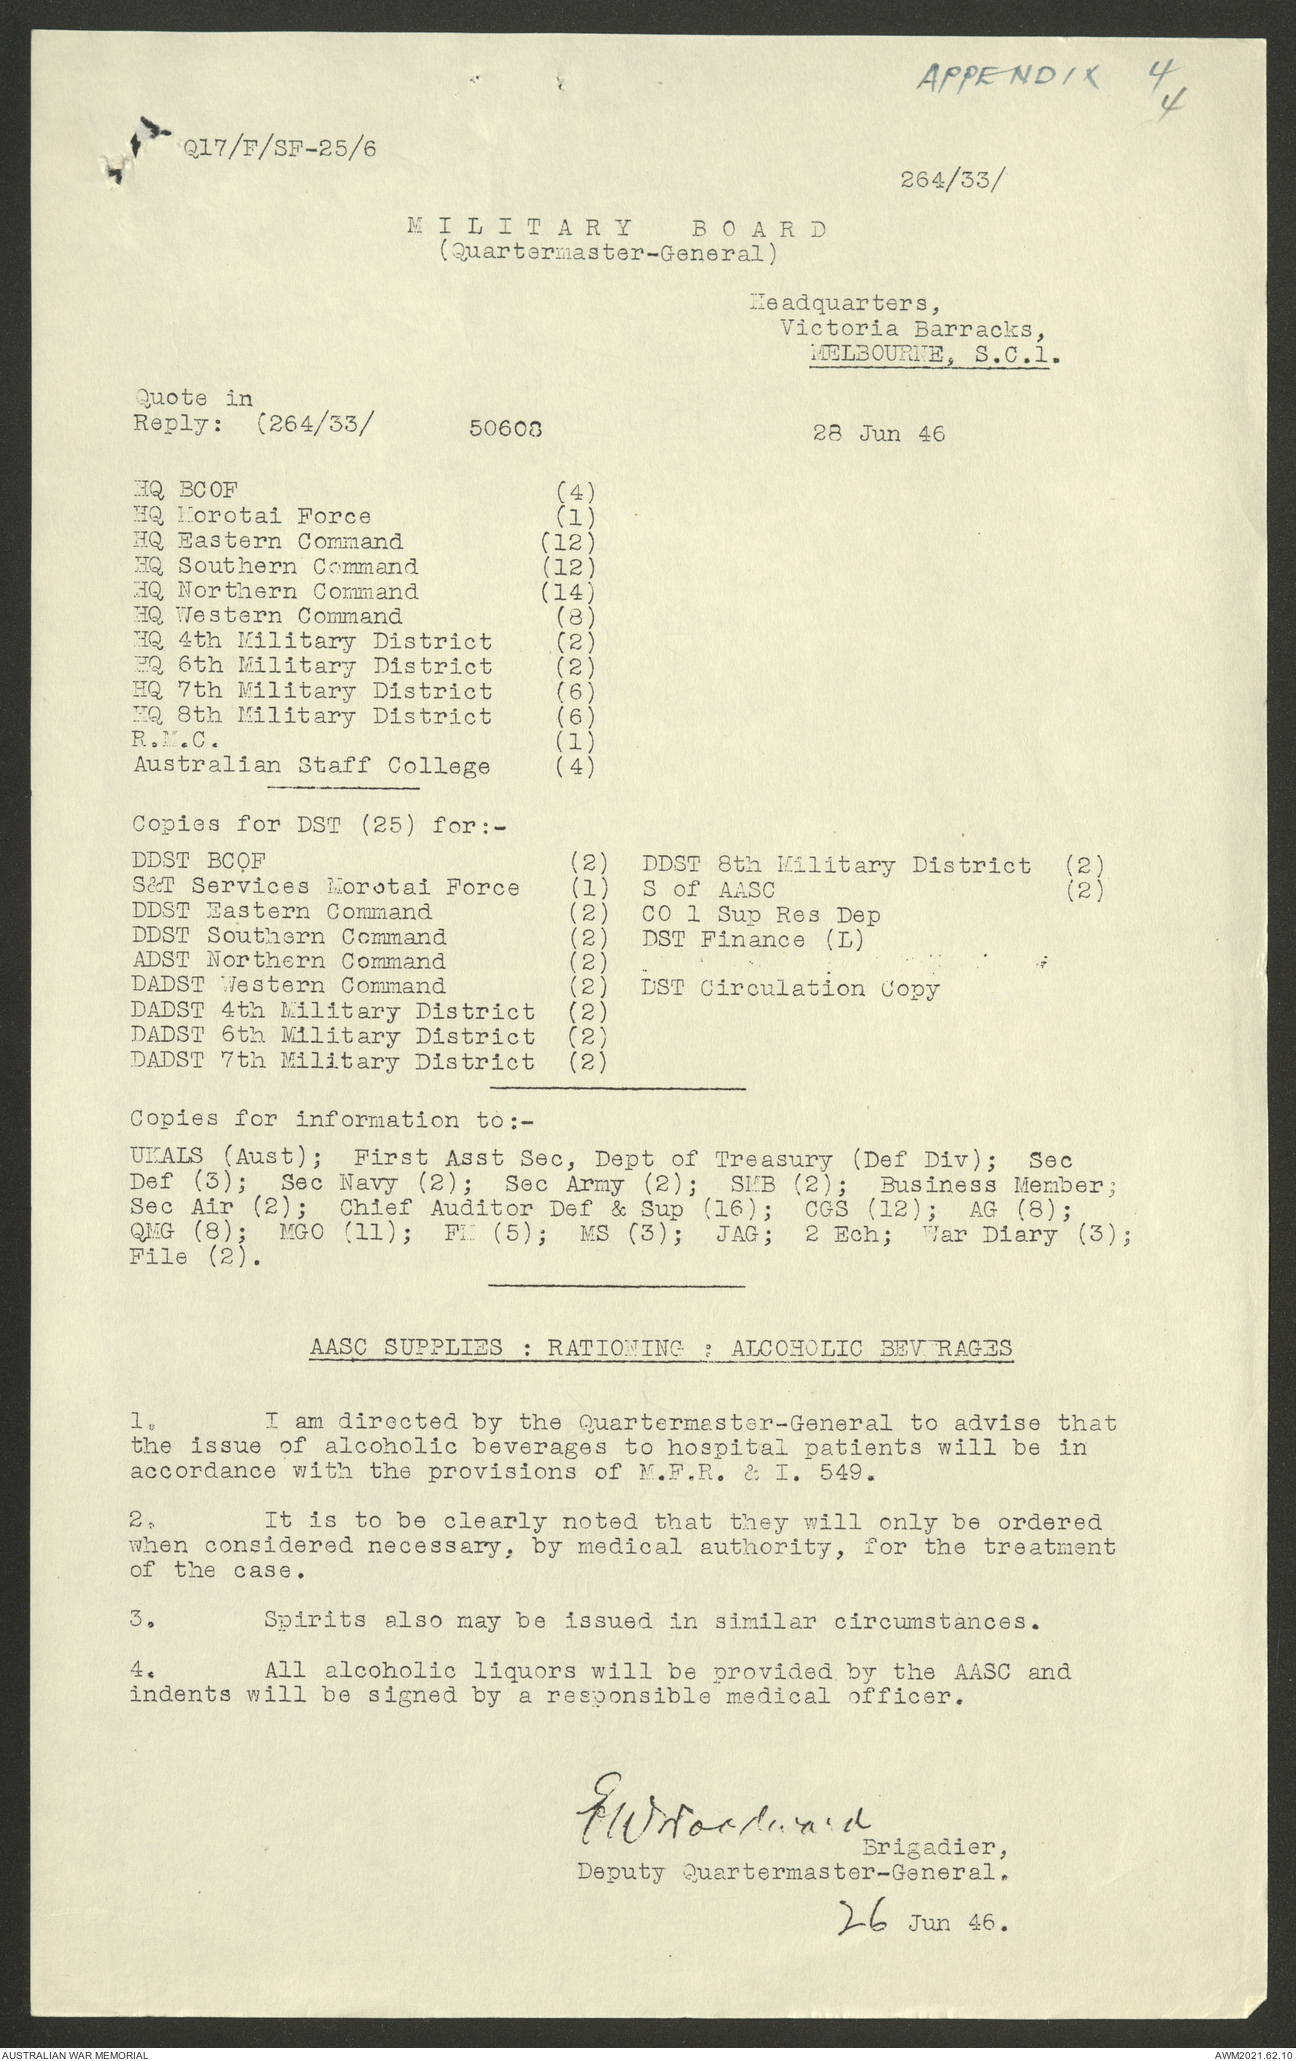 APPENDIX 4
4
Q17/F/SF-25/6
264/33/
MILITARY BOARD
(Quartermaster-General)
Headquarters,
Victoria Barracks,
MELBOURNE, S.C.1.
Quote in
Reply: (264/33/ 50608 28 Jun 46
HQ BCOF (4)
HQ Morotai Force (1)
HQ Eastern Command (12)
HQ Southern Command (12)
HQ Northern Command (14)
HQ Western Command (8)
HQ 4th Military District (2)
HQ 6th Military District (2)
HQ 7th Military District (6)
HQ 8th Military District (6)
R.M.C. (1)
Australian Staff College (4)
Copies for DST (25) for:-
DDST BCOF (2) DDST 8th Military District (2)
S&T Services Morotai Force (1) S of AASC (2)
DDST Eastern Command (2) CO 1 Sup Res Dep
DDST Southern Command (2) DST Finance (L)
ADST Northern Command (2)
DADST Western Command (2) DST Circulation Copy
DADST 4th Military District (2)
DADST 6th Military District (2)
DADST 7th Military District (2)
Copies for information to:-
UKALS (Aust); First Asst Sec, Dept of Treasury (Def Div); Sec
Def (3); Sec Navy (2); Sec Army (2); SMB (2); Business Member;
Sec Air (2); Chief Auditor Def & Sup (16); CGS (12); AG (8);
QMG (8); MGO (11); FM (5); MS (3); JAG; 2 Ech; War Diary (3);
File (2).
AASC SUPPLIES : RATIONING : ALCOHOLIC BEVERAGES
1. I am directed by the Quartermaster-General to advise that
the issue of alcoholic beverages to hospital patients will be in
accordance with the provisions of M.F.R. & I. 549.
2. It is to be clearly noted that they will only be ordered
when considered necessary, by medical authority, for the treatment
of the case.
3. Spirits also may be issued in similar circumstances.
4. All alcoholic liquors will be provided by the AASC and
indents will be signed by a responsible medical officer.
Woodward
Brigadier,
Deputy Quartermaster-General.
26 Jun 46.
AUSTRALIAN WAR MEMORIAL AWM2021.62.10